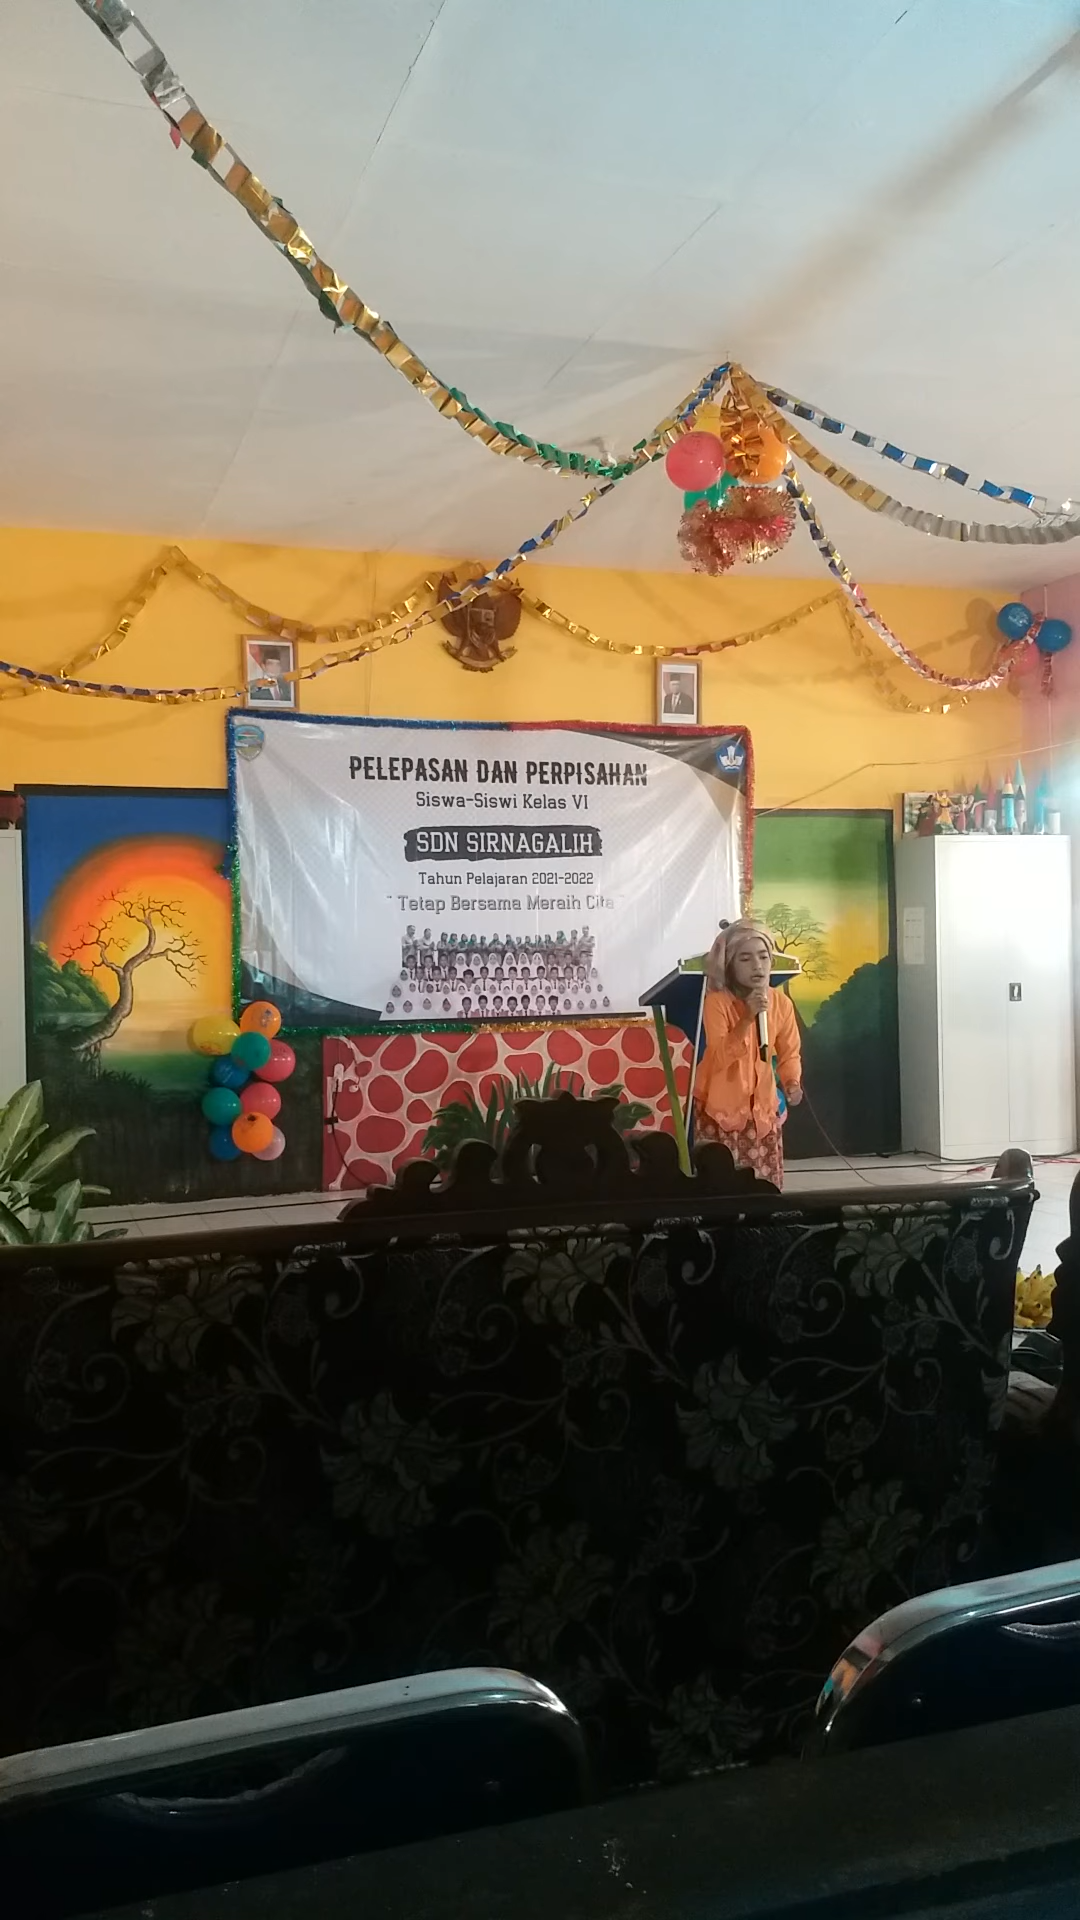 PELEPASAN DAN PERPISAHAN
Siswa-Siswi Kelas VI
SDN SIRNAGALIH
Tahun Pelajaran 2021-2022
" Tetap Bersama Meraih Cita "